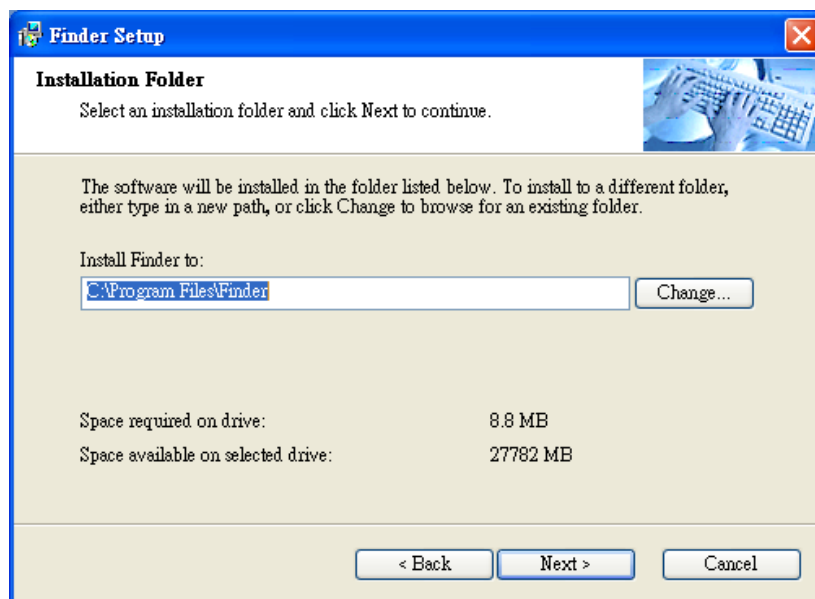 Finder Setup
Installation Folder
Select an installation folder and click Next to continue.
The software will be installed in the folder listed below. To install to a different folder,
either type in a new path, or click Change to browse for an existing folder.
Install Finder to:
C:\Program Files\Finder
Change...
Space required on drive: 8.8 MB
Space available on selected drive: 27782 MB
< Back Next > Cancel